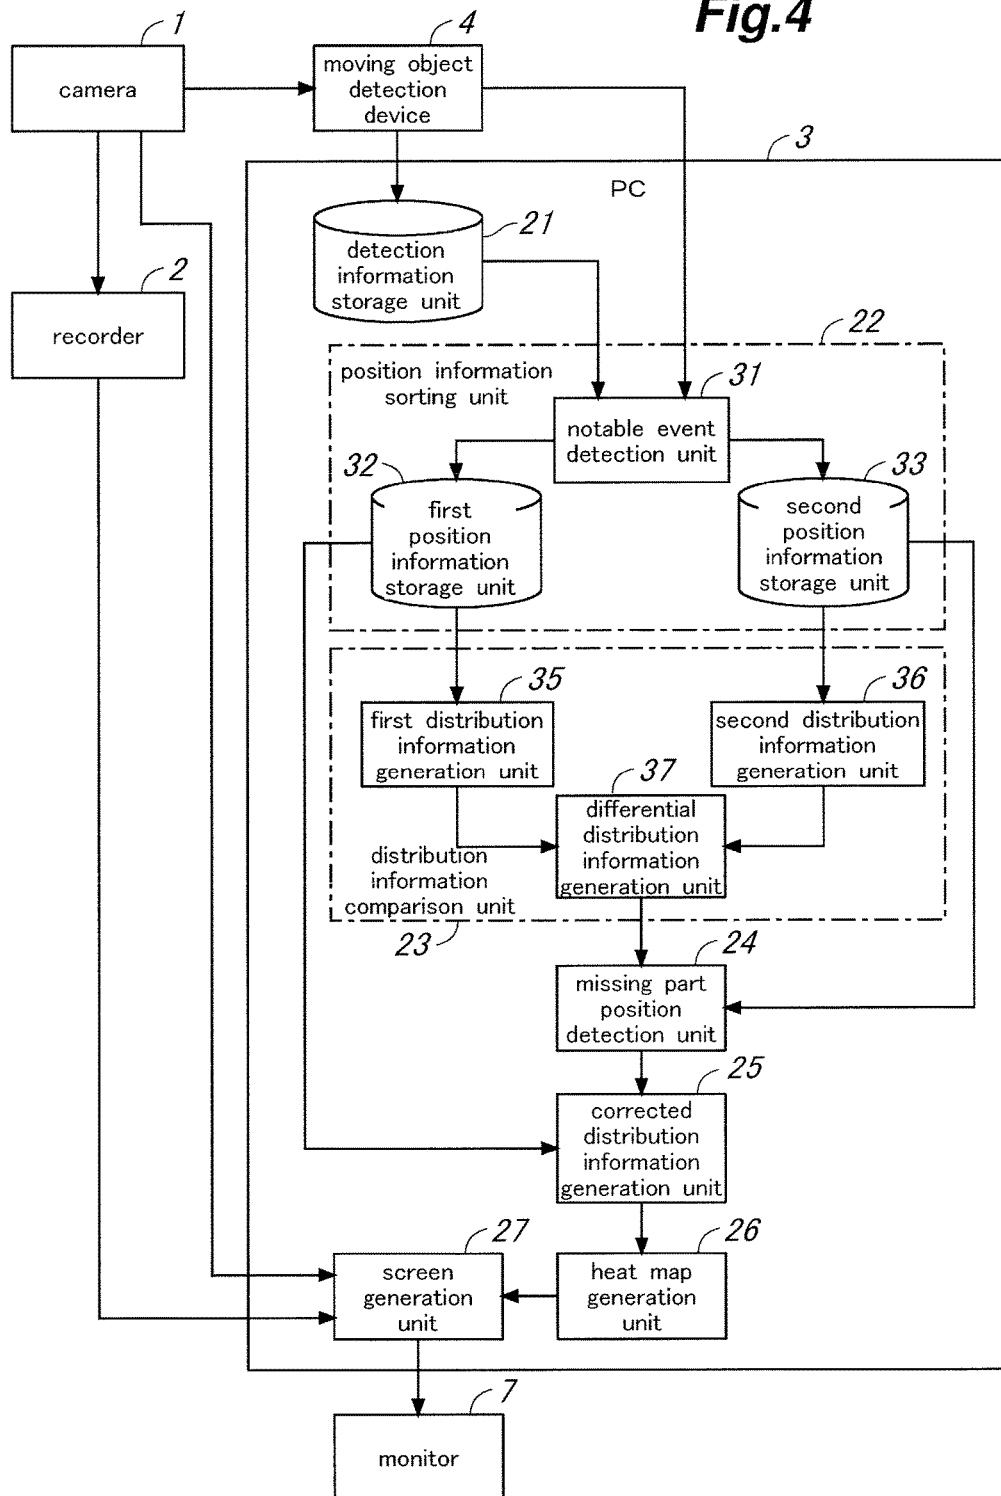 Fig.4
1
camera
4
moving object
detection
device
3
PC
21
detection
information
storage unit
2
recorder
22
position information
sorting unit
31
notable event
detection unit
32
first
position
information
storage unit
33
second
position
information
storage unit
35
first distribution
information
generation unit
36
second distribution
information
generation unit
37
differential
distribution
information
generation unit
distribution
information
comparison unit
23
24
missing part
position
detection unit
25
corrected
distribution
information
generation unit
27
screen
generation
unit
26
heat map
generation
unit
7
monitor